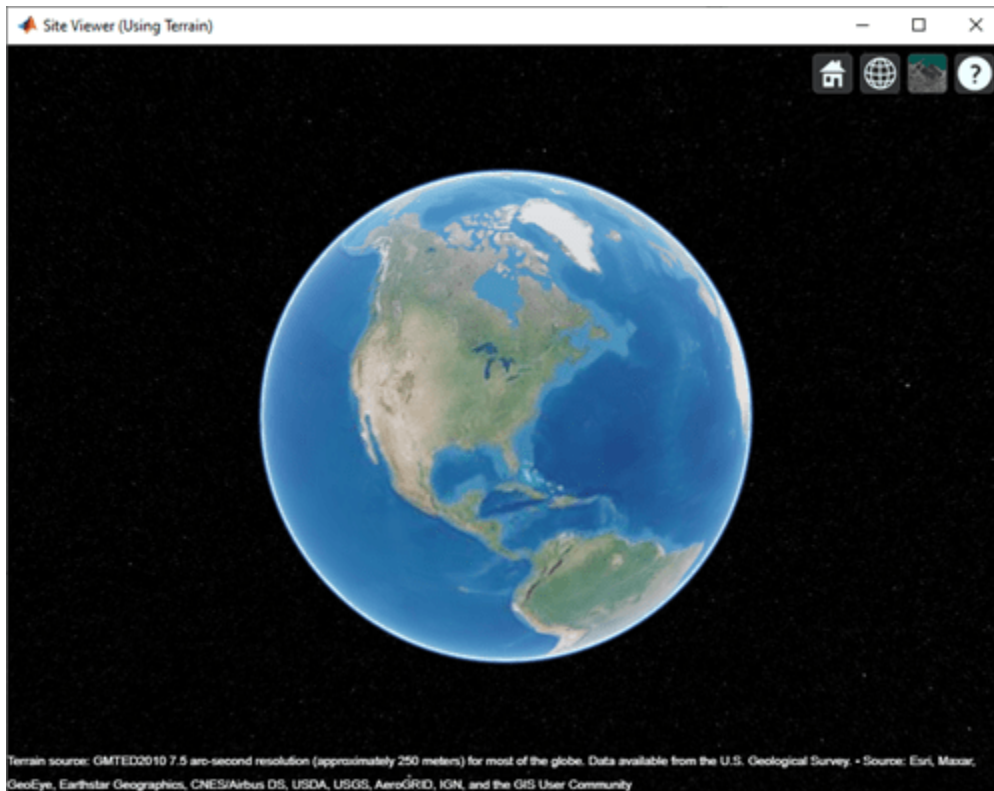 Site Viewer (Using Terrain)
?
Terrain source: GMTED2010 7.5 arc-second resolution (approximately 250 meters) for most of the globe. Data available from the U.S. Geological Survey. • Source: Esri, Maxar,
GeoEye, Earthstar Geographics, CNES/Airbus DS, USDA, USGS, AeroGRID, IGN, and the GIS User Community